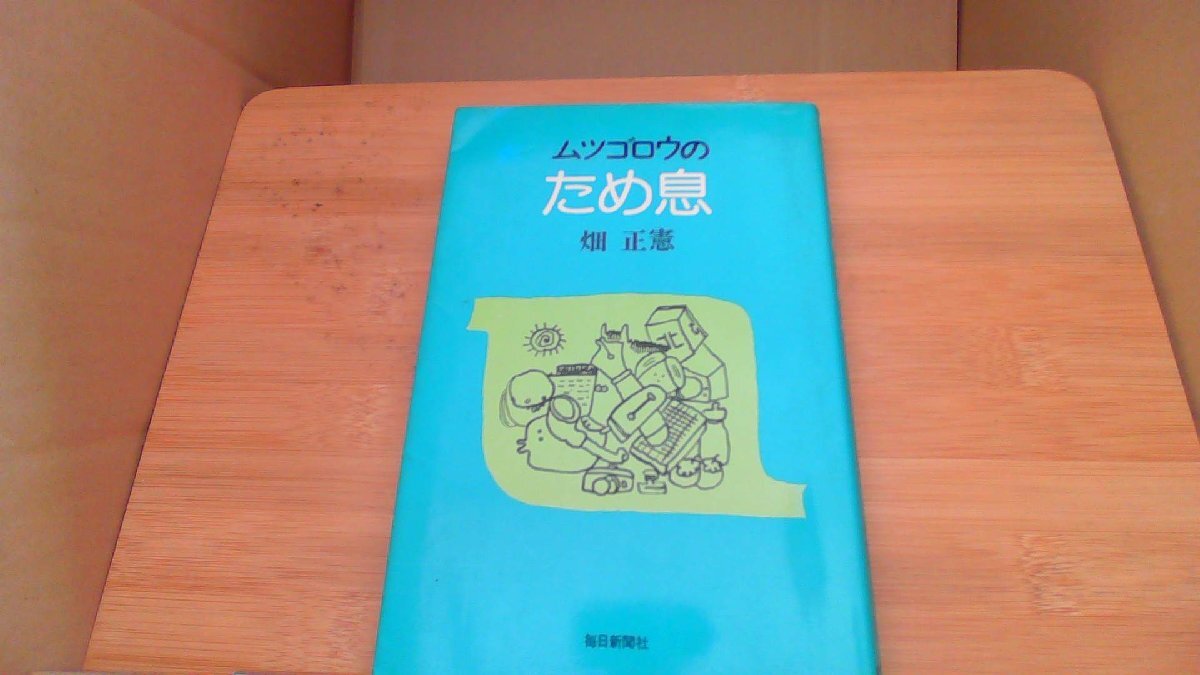 ムツゴロウの
ため息
畑 正憲
毎日新聞社